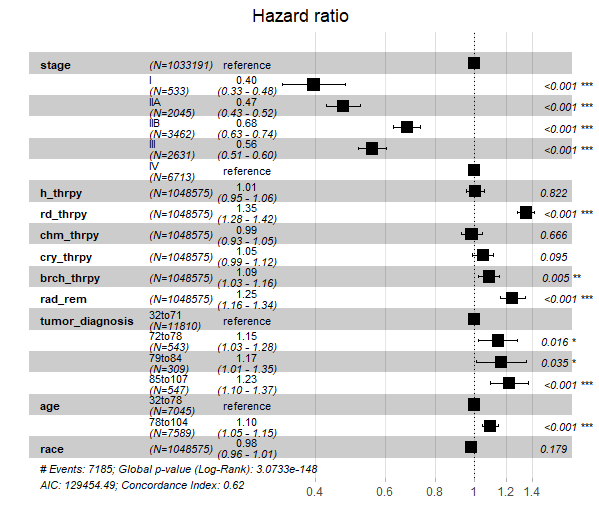 Hazard ratio
stage (N=1033191) reference
I (N=533) 0.40 (0.33 - 0.48) <0.001 ***
IIA (N=2045) 0.47 (0.43 - 0.52) <0.001 ***
IIB (N=3462) 0.68 (0.63 - 0.74) <0.001 ***
III (N=2631) 0.56 (0.51 - 0.60) <0.001 ***
IV (N=6713) reference
h_thrpy (N=1048575) 1.01 (0.95 - 1.06) 0.822
rd_thrpy (N=1048575) 1.35 (1.28 - 1.42) <0.001 ***
chm_thrpy (N=1048575) 0.99 (0.93 - 1.05) 0.666
cry_thrpy (N=1048575) 1.05 (0.99 - 1.12) 0.095
brch_thrpy (N=1048575) 1.09 (1.03 - 1.16) 0.005 **
rad_rem (N=1048575) 1.25 (1.16 - 1.34) <0.001 ***
tumor_diagnosis 32to71 (N=11810) reference
72to78 (N=543) 1.15 (1.03 - 1.28) 0.016 *
79to84 (N=309) 1.17 (1.01 - 1.35) 0.035 *
85to107 (N=547) 1.23 (1.10 - 1.37) <0.001 ***
age 32to78 (N=7045) reference
78to104 (N=7589) 1.10 (1.05 - 1.15) <0.001 ***
race (N=1048575) 0.98 (0.96 - 1.01) 0.179
# Events: 7185; Global p-value (Log-Rank): 3.0733e-148
AIC: 129454.49; Concordance Index: 0.62
0.4 0.6 0.8 1 1.2 1.4